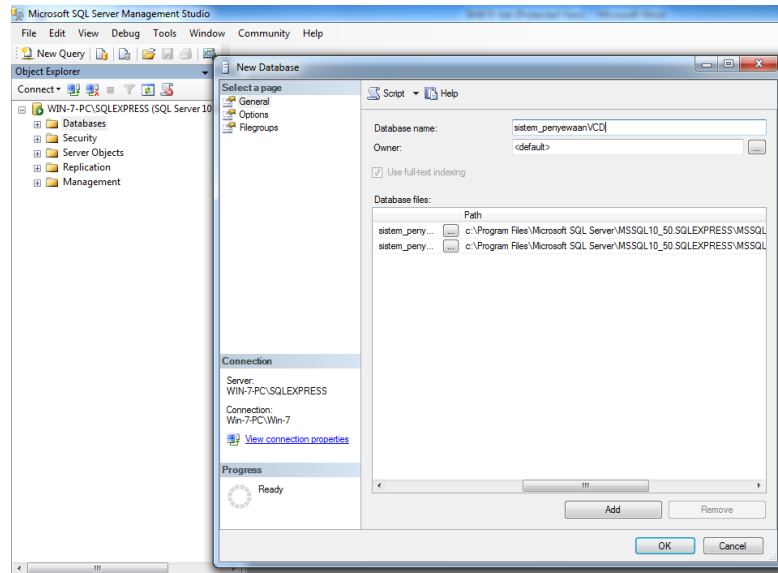 Microsoft SQL Server Management Studio
File Edit View Debug Tools Window Community Help
New Query
Object Explorer
Connect
WIN-7-PC\SQLEXPRESS (SQL Server 10
Databases
Security
Server Objects
Replication
Management
New Database
Select a page
General
Options
Filegroups
Script Help
Database name: sistem_penyewaanVCD
Owner: <default> ...
Use full-text indexing
Database files:
Path
sistem_peny... ... c:\Program Files\Microsoft SQL Server\MSSQL10_50.SQLEXPRESS\MSSQL
sistem_peny... ... c:\Program Files\Microsoft SQL Server\MSSQL10_50.SQLEXPRESS\MSSQL
Connection
Server:
WIN-7-PC\SQLEXPRESS
Connection:
Win-7-PC\Win-7
View connection properties
Progress
Ready
Add Remove
OK Cancel